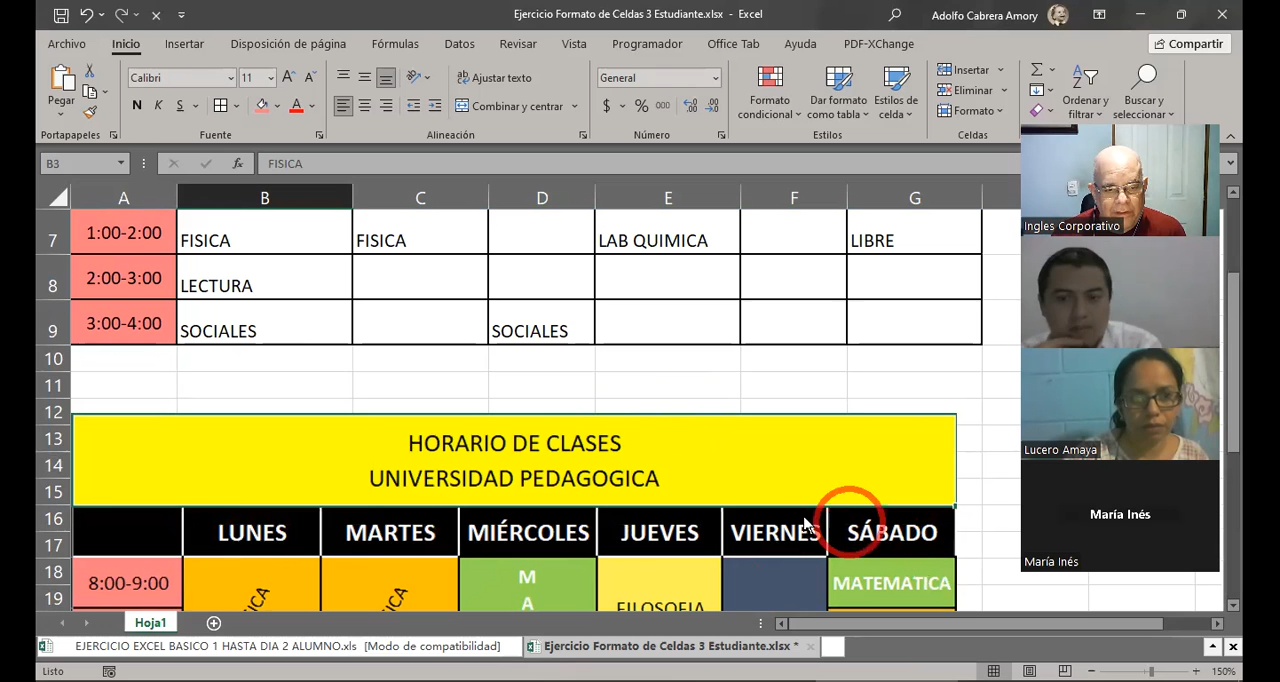 Ejercicio Formato de Celdas 3 Estudiante.xlsx - Excel
Adolfo Cabrera Amory
Archivo Inicio Insertar Disposición de página Fórmulas Datos Revisar Vista Programador Office Tab Ayuda PDF-XChange
Compartir
Pegar
Calibri 11
N K S
Ajustar texto
Combinar y centrar
General
$ % 000
Formato condicional
Dar formato como tabla
Estilos de celda
Insertar
Eliminar
Formato
Ordenar y filtrar
Buscar y seleccionar
Portapapeles Fuente Alineación Número Estilos Celdas
B3 fx FISICA
A B C D E F G
7 1:00-2:00 FISICA FISICA LAB QUIMICA LIBRE
8 2:00-3:00 LECTURA
9 3:00-4:00 SOCIALES SOCIALES
10
11
12
13 HORARIO DE CLASES
14 UNIVERSIDAD PEDAGOGICA
15
16
LUNES MARTES MIÉRCOLES JUEVES VIERNES SÁBADO
17
18 8:00-9:00 M MATEMATICA
19 A FILOSOFIA
Hoja1
EJERCICIO EXCEL BASICO 1 HASTA DIA 2 ALUMNO.xls [Modo de compatibilidad]
Ejercicio Formato de Celdas 3 Estudiante.xlsx *
Listo
150%
Ingles Corporativo
Lucero Amaya
María Inés
María Inés